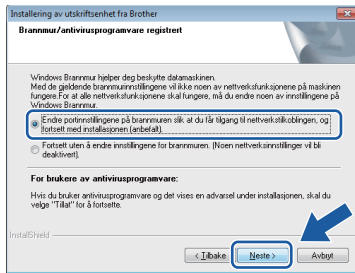 Installering av utskriftsenhet fra Brother
Brannmur/antivirusprogramvare registrert
Windows Brannmur hjelper deg beskytte datamaskinen.
Med de gjeldende brannmurinnstillingene vil ikke noen av nettverksfunksjonene på maskinen
fungere.For at alle nettverksfunksjonene skal fungere, må du endre noen av innstillingene på
Windows Brannmur.
Endre portinnstillingene på brannmuren slik at du får tilgang til nettverkstilkoblingen, og
fortsett med installasjonen (anbefalt).
Fortsett uten å endre innstillingene for brannmuren. (Noen nettverksinnstillinger vil bli
deaktivert).
For brukere av antivirusprogramvare:
Hvis du bruker antivirusprogramvare og det vises en advarsel under installasjonen, skal du
velge "Tillat" for å fortsette.
InstallShield
< Tilbake Neste > Avbryt